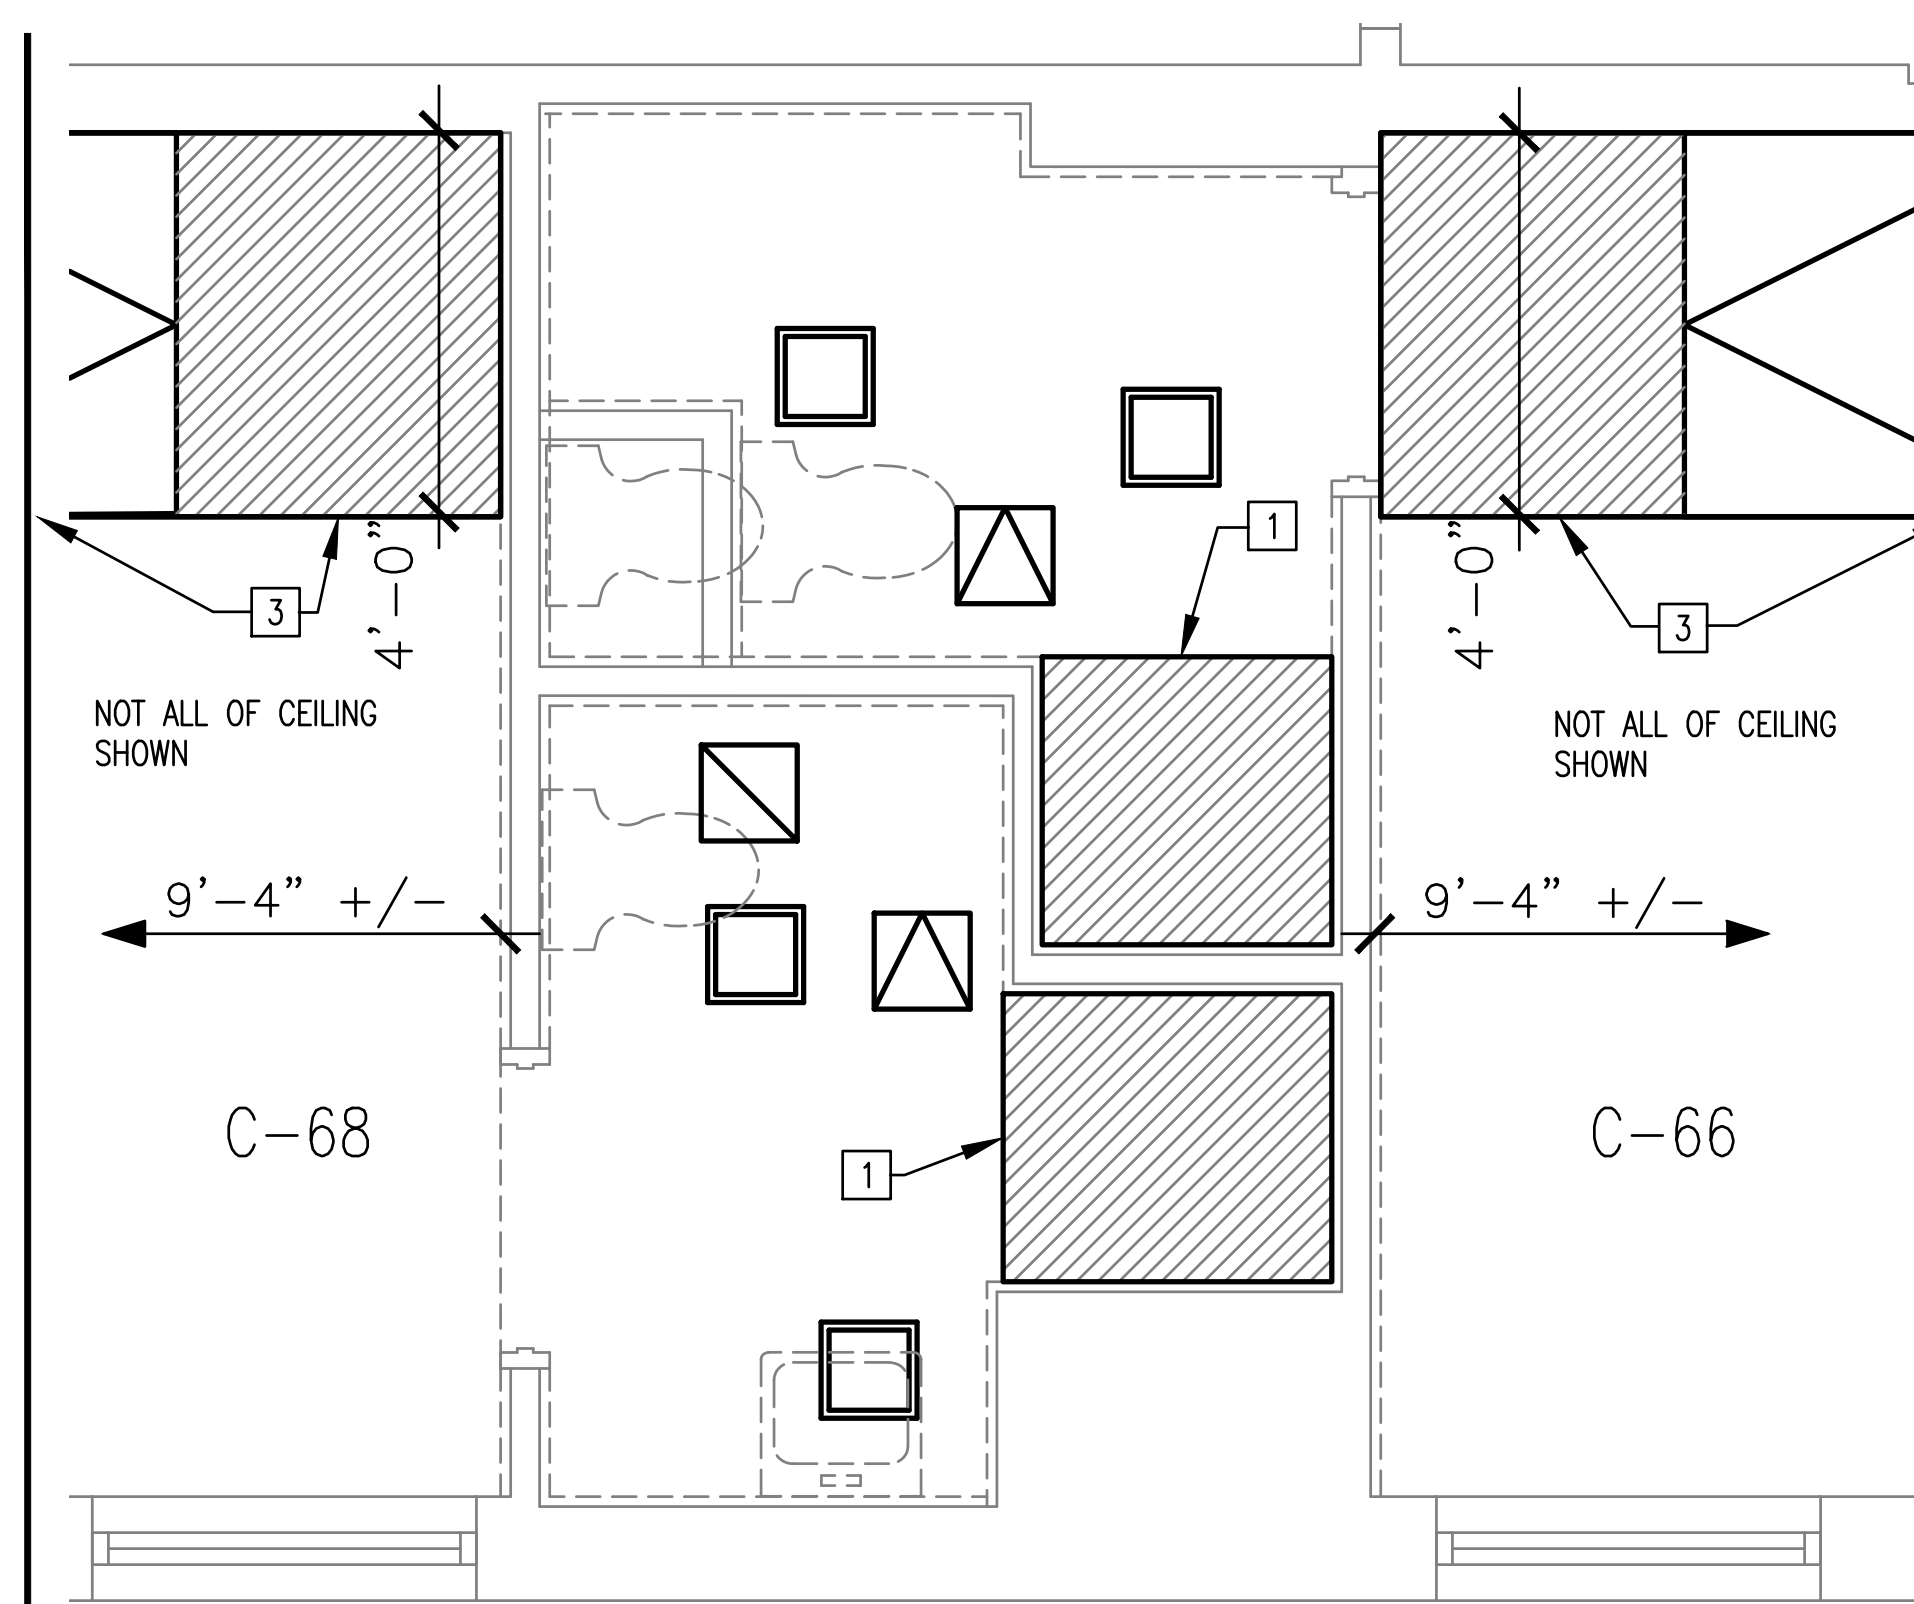 1
3
4'-0"
4'-0"
3
NOT ALL OF CEILING
SHOWN
NOT ALL OF CEILING
SHOWN
9'-4" +/-
9'-4" +/-
C-68
C-66
1